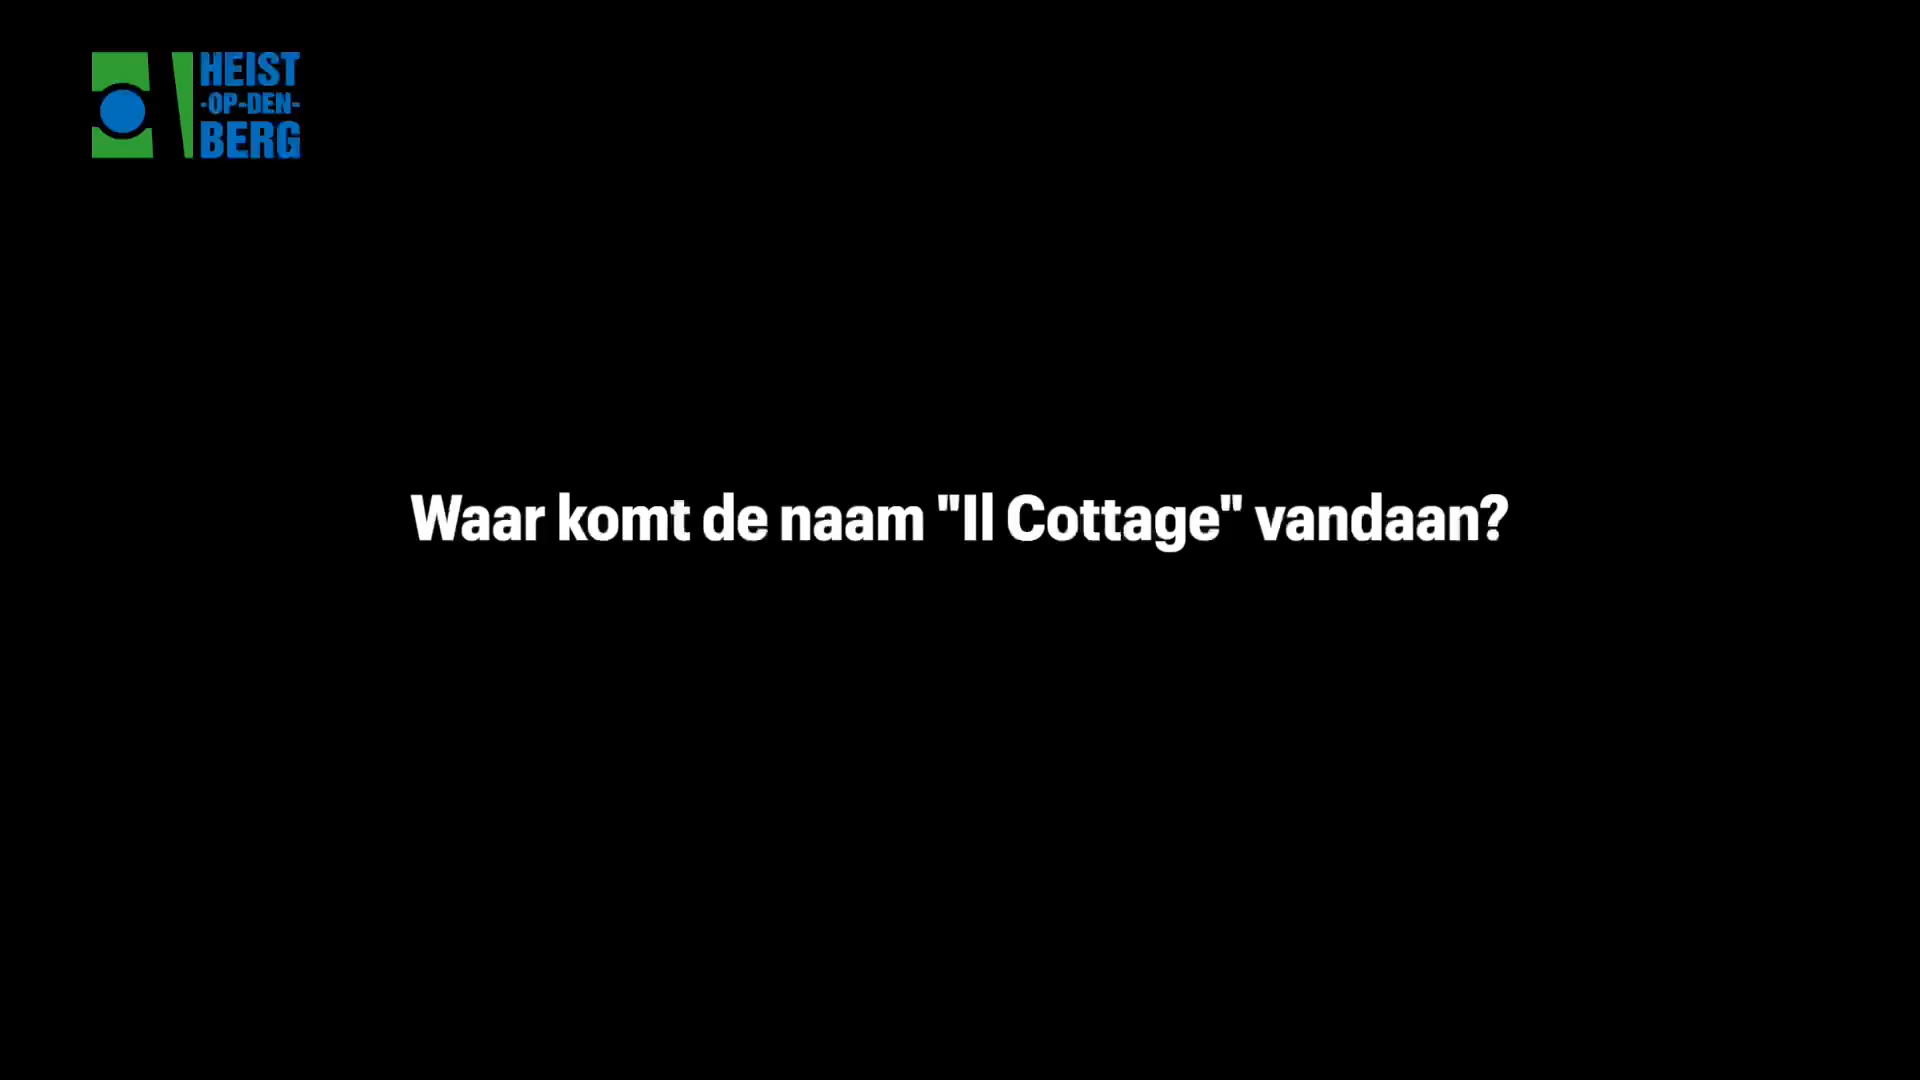 HEIST
-OP-DEN-
BERG
Waar komt de naam "Il Cottage" vandaan?